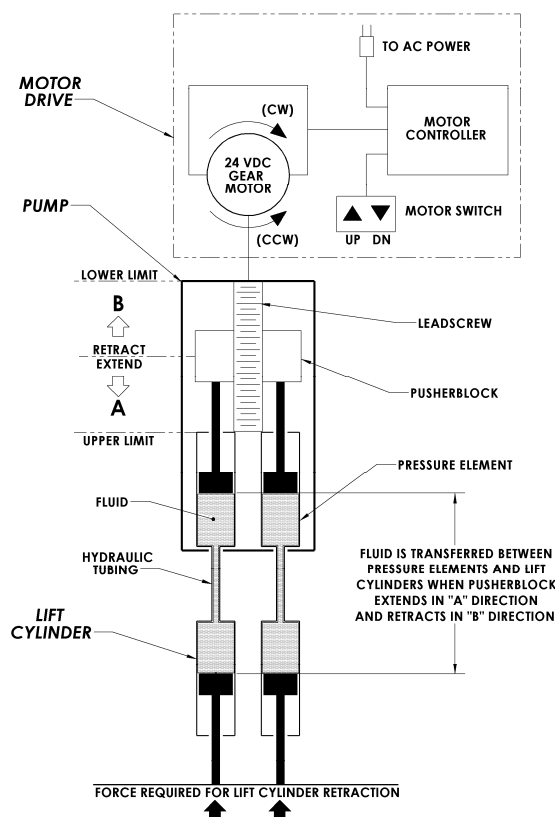 TO AC POWER
MOTOR
DRIVE
(CW)
MOTOR
CONTROLLER
24 VDC
GEAR
MOTOR
MOTOR SWITCH
PUMP
(CCW)
UP DN
LOWER LIMIT
B
LEADSCREW
RETRACT
EXTEND
PUSHERBLOCK
A
UPPER LIMIT
PRESSURE ELEMENT
FLUID
HYDRAULIC
TUBING
FLUID IS TRANSFERRED BETWEEN
PRESSURE ELEMENTS AND LIFT
CYLINDERS WHEN PUSHERBLOCK
EXTENDS IN "A" DIRECTION
AND RETRACTS IN "B" DIRECTION
LIFT
CYLINDER
FORCE REQUIRED FOR LIFT CYLINDER RETRACTION